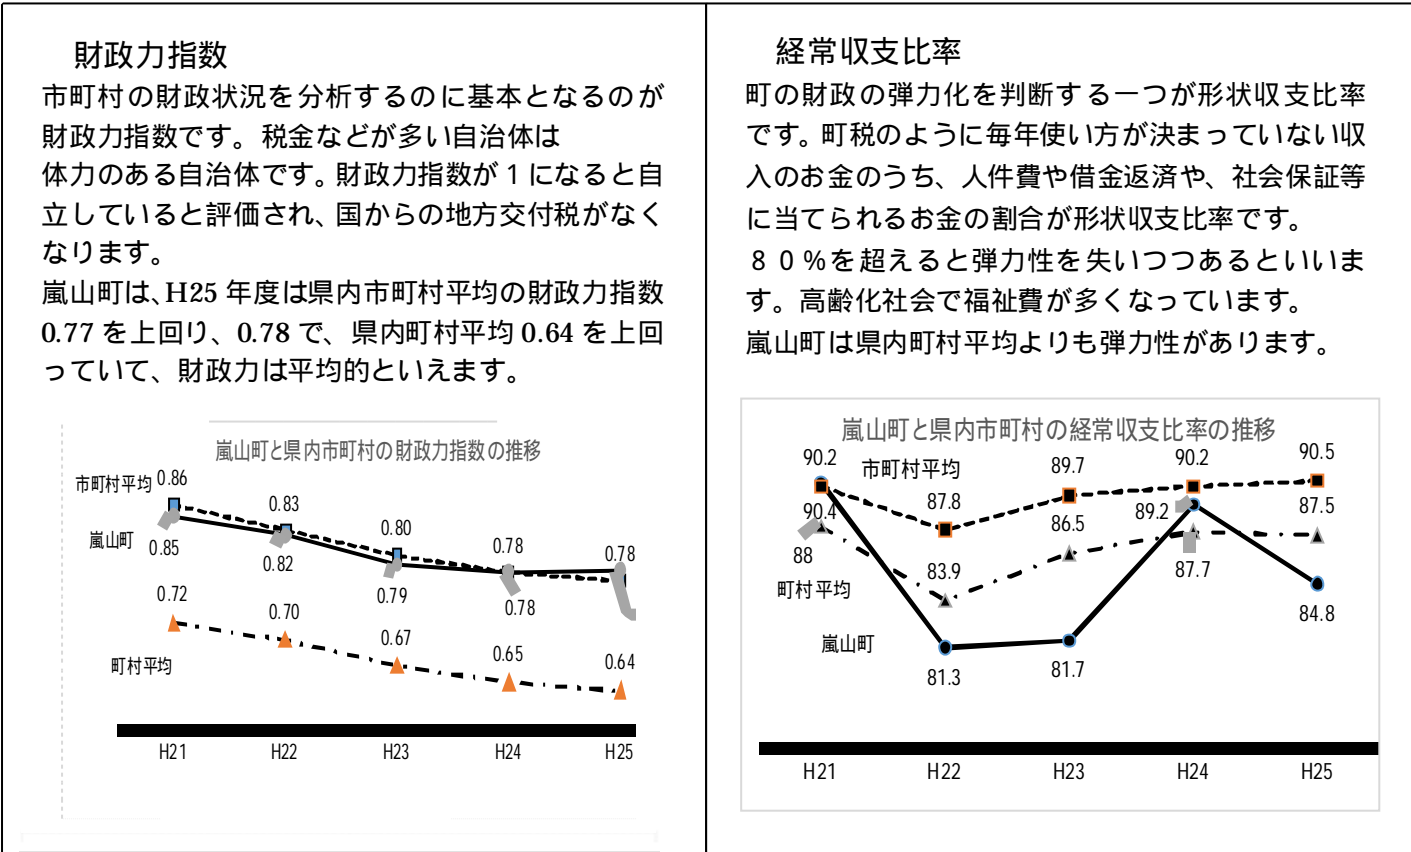 財政力指数
市町村の財政状況を分析するのに基本となるのが
財政力指数です。税金などが多い自治体は
体力のある自治体です。財政力指数が１になると自
立していると評価され、国からの地方交付税がなく
なります。
嵐山町は、H25 年度は県内市町村平均の財政力指数
0.77 を上回り、0.78 で、県内町村平均 0.64 を上回
っていて、財政力は平均的といえます。
嵐山町と県内市町村の財政力指数の推移
市町村平均
0.86
0.83
0.80
0.78
0.78
嵐山町
0.85
0.82
0.79
0.78
0.72
0.70
0.67
0.65
0.64
町村平均
H21
H22
H23
H24
H25
経常収支比率
町の財政の弾力化を判断する一つが形状収支比率
です。町税のように毎年使い方が決まっていない収
入のお金のうち、人件費や借金返済や、社会保証等
に当てられるお金の割合が形状収支比率です。
８０％を超えると弾力性を失いつつあるといいま
す。高齢化社会で福祉費が多くなっています。
嵐山町は県内町村平均よりも弾力性があります。
嵐山町と県内市町村の経常収支比率の推移
90.2
市町村平均
87.8
89.7
90.2
90.5
90.4
88
83.9
86.5
89.2
87.7
87.5
町村平均
嵐山町
81.3
81.7
84.8
H21
H22
H23
H24
H25